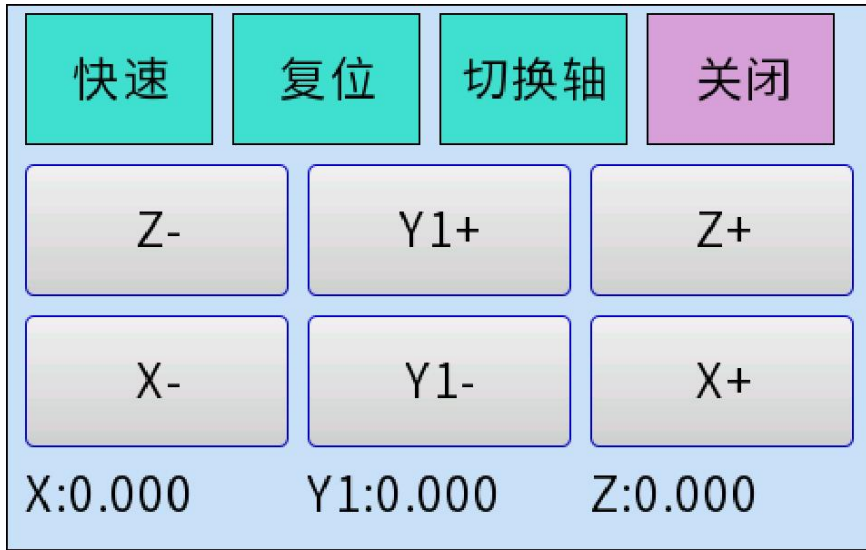 快速 复位 切换轴 关闭
Z- Y1+ Z+
X- Y1- X+
X:0.000 Y1:0.000 Z:0.000